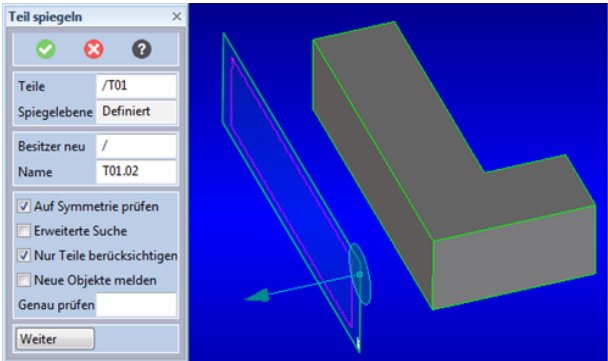 Teil spiegeln
Teile /T01
Spiegelebene Definiert
Besitzer neu /
Name T01.02
Auf Symmetrie prüfen
Erweiterte Suche
Nur Teile berücksichtigen
Neue Objekte melden
Genau prüfen
Weiter